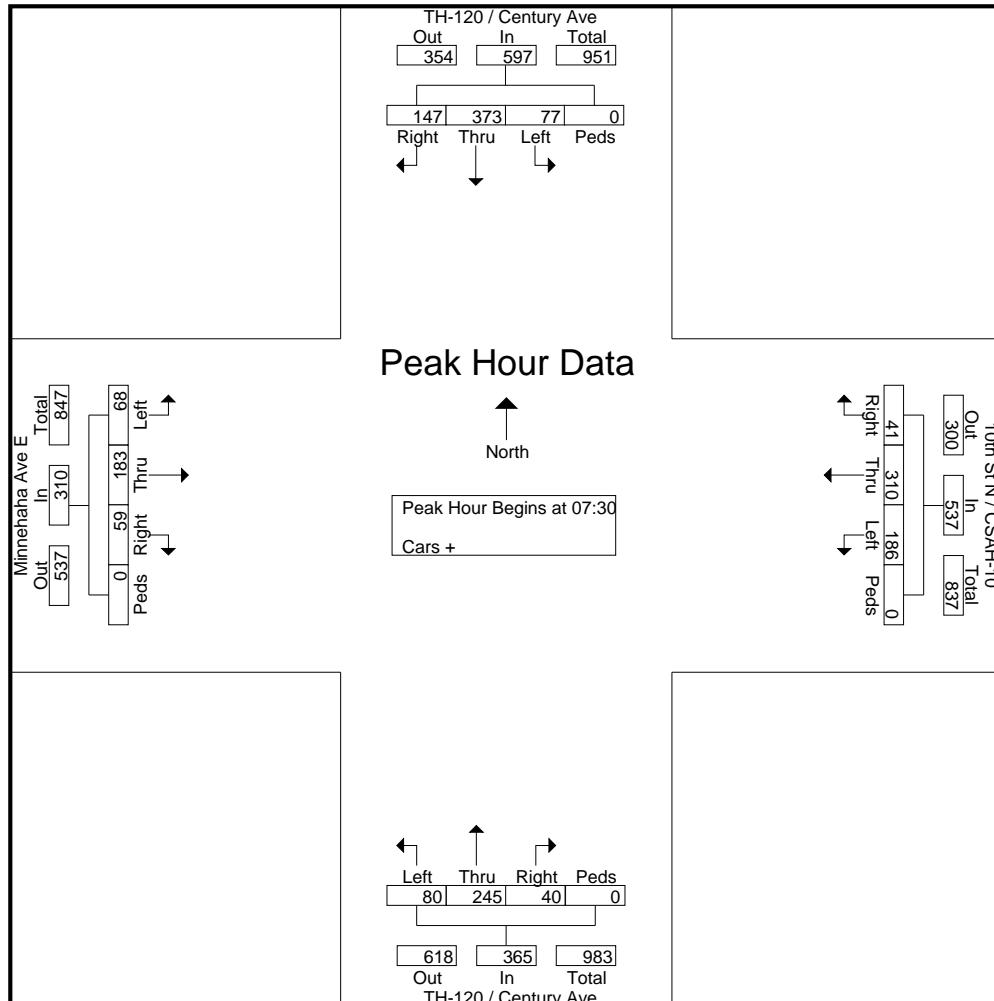 TH-120 / Century Ave
Out In Total
354 597 951
147 373 77 0
Right Thru Left Peds
Peak Hour Data
North
Peak Hour Begins at 07:30
Cars +
Minnehaha Ave E
Out In Total
537 310 847
68 183 59 0
Left Thru Right Peds
10th St N / CSAH-10
Out In Total
300 537 837
41 310 186 0
Right Thru Left Peds
Left Thru Right Peds
80 245 40 0
618 365 983
Out In Total
TH-120 / Century Ave